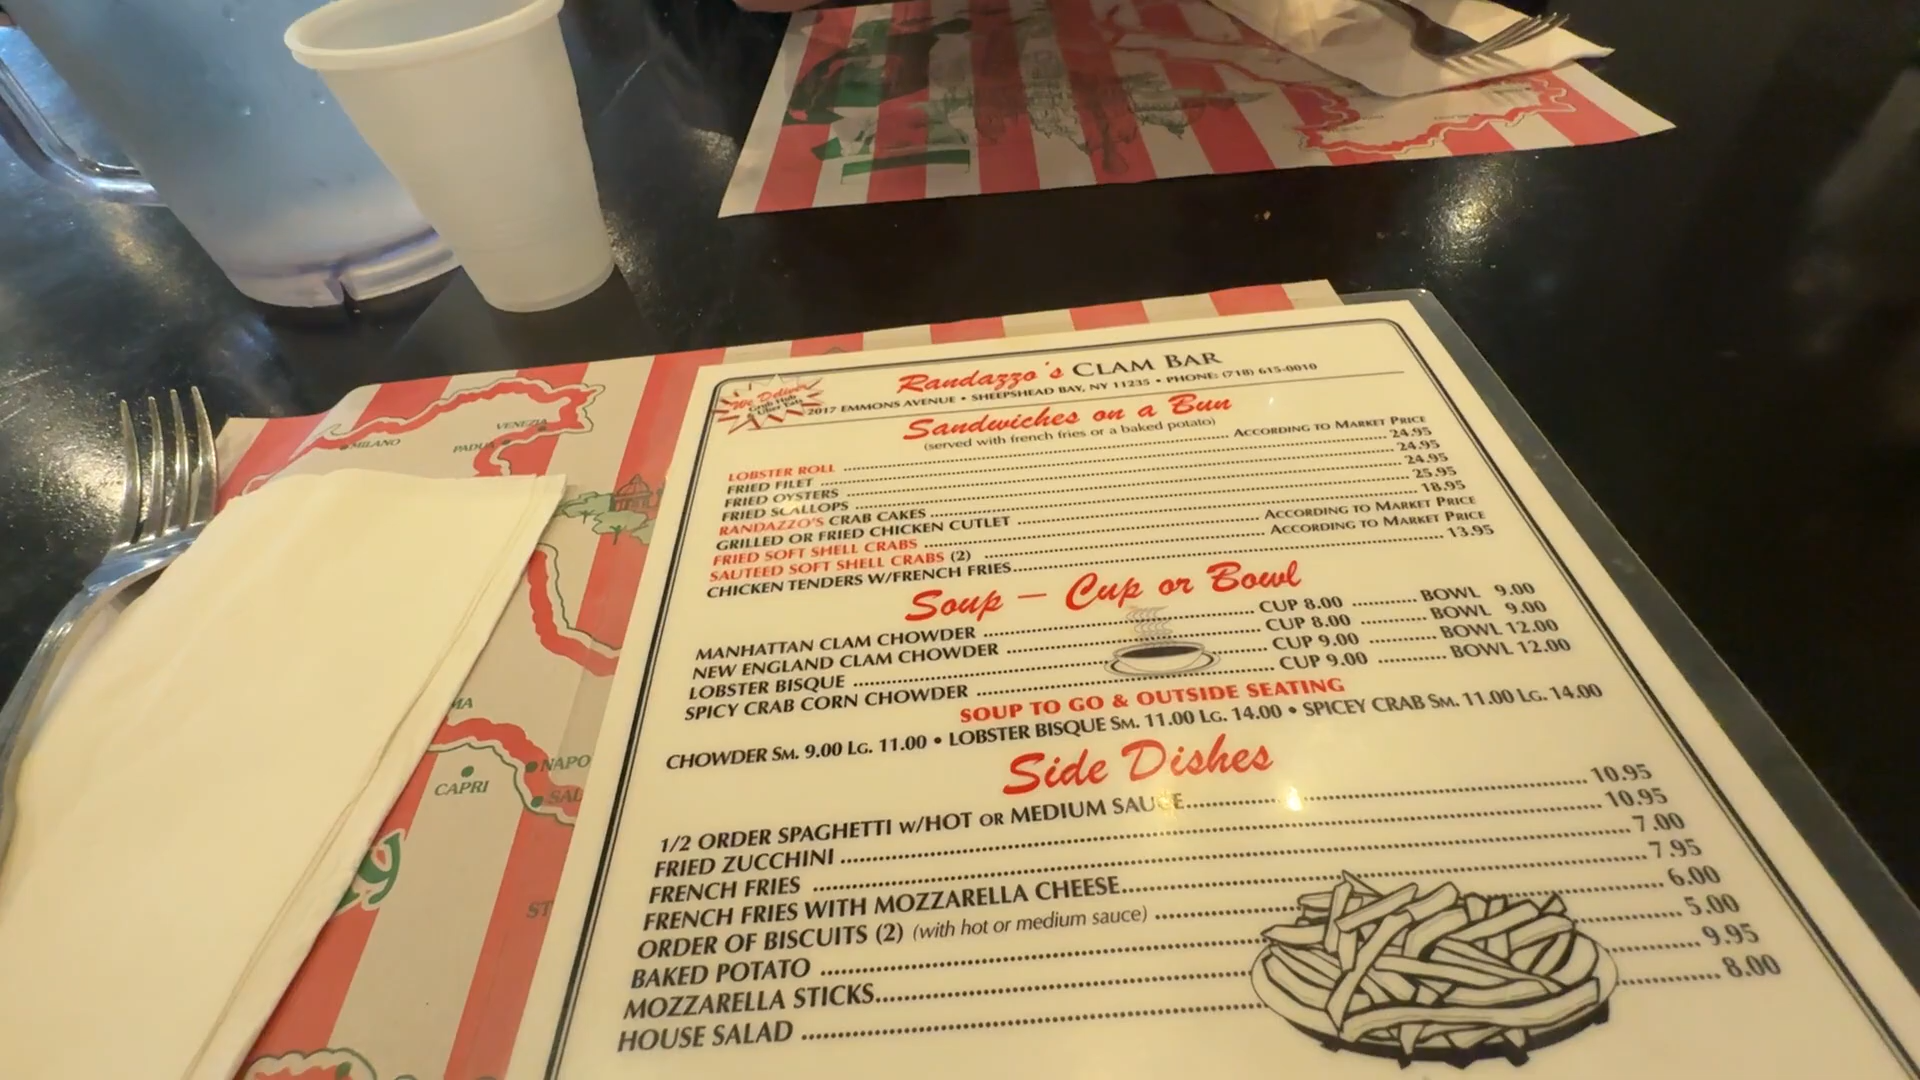 MILANO
VENEZIA
PADUA
MA
CAPRI
NAPO
SAL
ST
We Deliver
Grub Hub
& Uber Eats
Randazzo's CLAM BAR
2017 EMMONS AVENUE • SHEEPSHEAD BAY, NY 11235 • PHONE: (718) 615-0010
Sandwiches on a Bun
(served with french fries or a baked potato)
LOBSTER ROLL ACCORDING TO MARKET PRICE
FRIED FILET 24.95
FRIED OYSTERS 24.95
FRIED SCALLOPS 24.95
RANDAZZO'S CRAB CAKES 25.95
GRILLED OR FRIED CHICKEN CUTLET 18.95
FRIED SOFT SHELL CRABS ACCORDING TO MARKET PRICE
SAUTEED SOFT SHELL CRABS (2) ACCORDING TO MARKET PRICE
CHICKEN TENDERS W/FRENCH FRIES 13.95
Soup – Cup or Bowl
MANHATTAN CLAM CHOWDER CUP 8.00 BOWL 9.00
NEW ENGLAND CLAM CHOWDER CUP 8.00 BOWL 9.00
LOBSTER BISQUE CUP 9.00 BOWL 12.00
SPICY CRAB CORN CHOWDER CUP 9.00 BOWL 12.00
SOUP TO GO & OUTSIDE SEATING
CHOWDER SM. 9.00 LG. 11.00 • LOBSTER BISQUE SM. 11.00 LG. 14.00 • SPICEY CRAB SM. 11.00 LG. 14.00
Side Dishes
1/2 ORDER SPAGHETTI W/HOT OR MEDIUM SAUCE 10.95
FRIED ZUCCHINI 10.95
FRENCH FRIES 7.00
FRENCH FRIES WITH MOZZARELLA CHEESE 7.95
ORDER OF BISCUITS (2) (with hot or medium sauce) 6.00
BAKED POTATO 5.00
MOZZARELLA STICKS 9.95
HOUSE SALAD 8.00